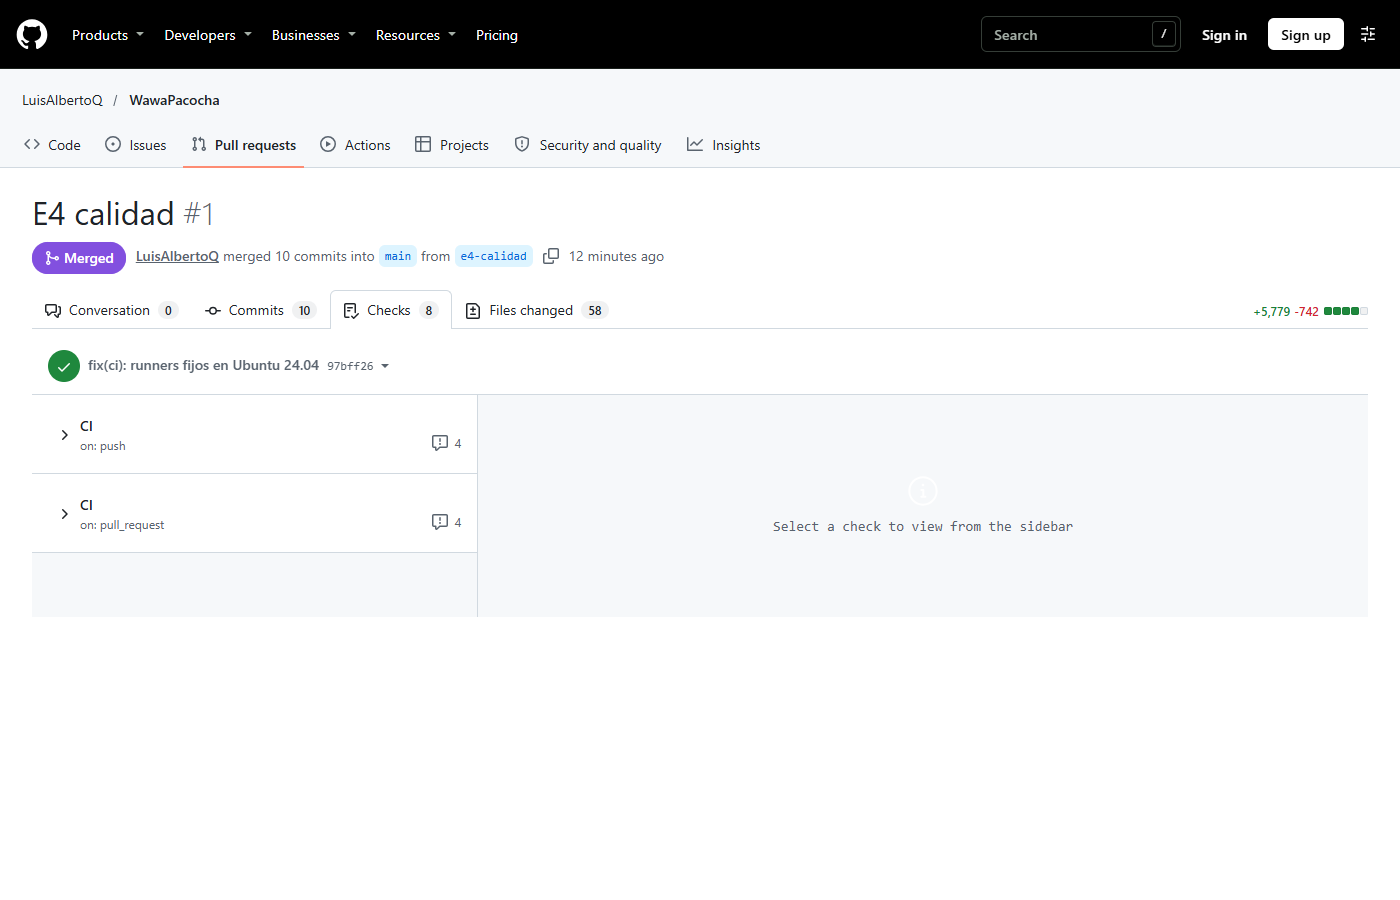 Products Developers Businesses Resources Pricing Search / Sign in Sign up
LuisAlbertoQ / WawaPacocha
Code Issues Pull requests Actions Projects Security and quality Insights
E4 calidad #1
Merged LuisAlbertoQ merged 10 commits into main from e4-calidad 12 minutes ago
Conversation 0 Commits 10 Checks 8 Files changed 58 +5,779 -742
fix(ci): runners fijos en Ubuntu 24.04 97bff26
CI
on: push
4
CI
on: pull_request
4
Select a check to view from the sidebar